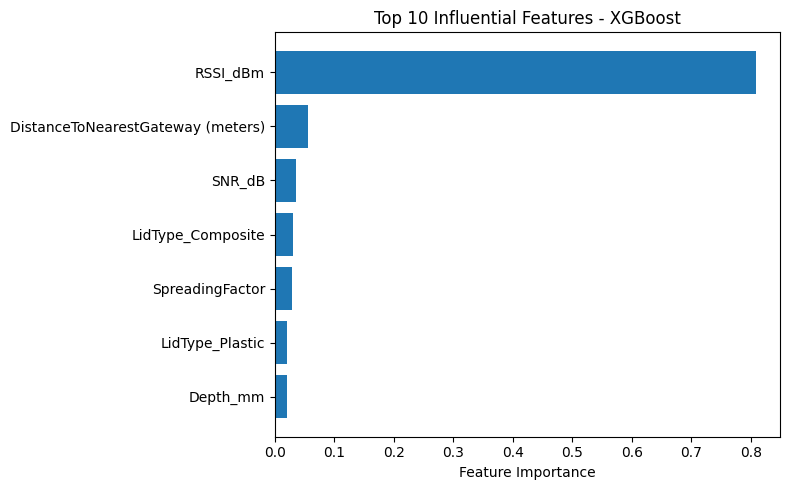 Top 10 Influential Features - XGBoost
RSSI_dBm
DistanceToNearestGateway (meters)
SNR_dB
LidType_Composite
SpreadingFactor
LidType_Plastic
Depth_mm
0.0 0.1 0.2 0.3 0.4 0.5 0.6 0.7 0.8
Feature Importance